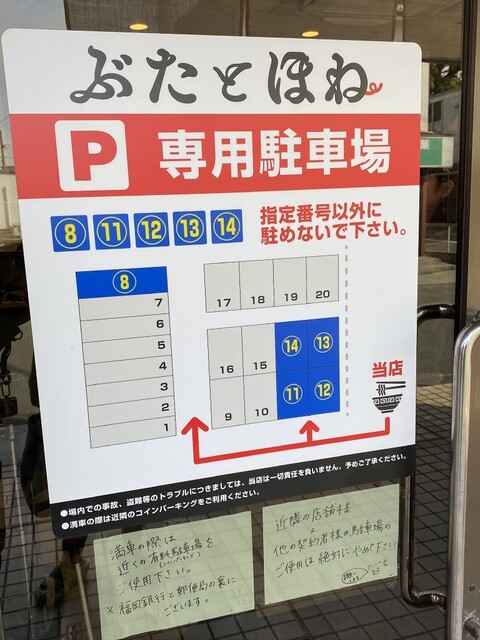 ぶたとほね
P 専用駐車場
⑧ ⑪ ⑫ ⑬ ⑭
指定番号以外に
駐めないで下さい。
⑧
7
6
5
4
3
2
1
17 18 19 20
16 15 ⑭ ⑬
9 10 ⑪ ⑫
当店
●場内での事故、盗難等のトラブルにつきましては、当店は一切責任を負いません。予めご了承ください。
●満車の際は近隣のコインパーキングをご利用ください。
満車の際は
近くの有料駐車場を
(コインパーキング)
ご使用下さい。
※福岡銀行と郵便局の裏に
ございます。
近隣の店舗様
他の契約者様の駐車場の
ご使用は絶対にやめ下さい